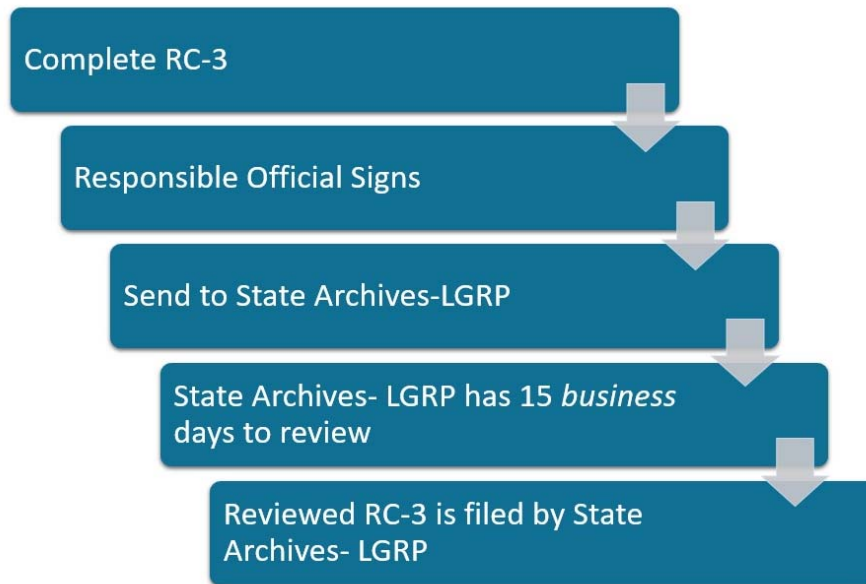 Complete RC-3
Responsible Official Signs
Send to State Archives-LGRP
State Archives- LGRP has 15 business
days to review
Reviewed RC-3 is filed by State
Archives- LGRP